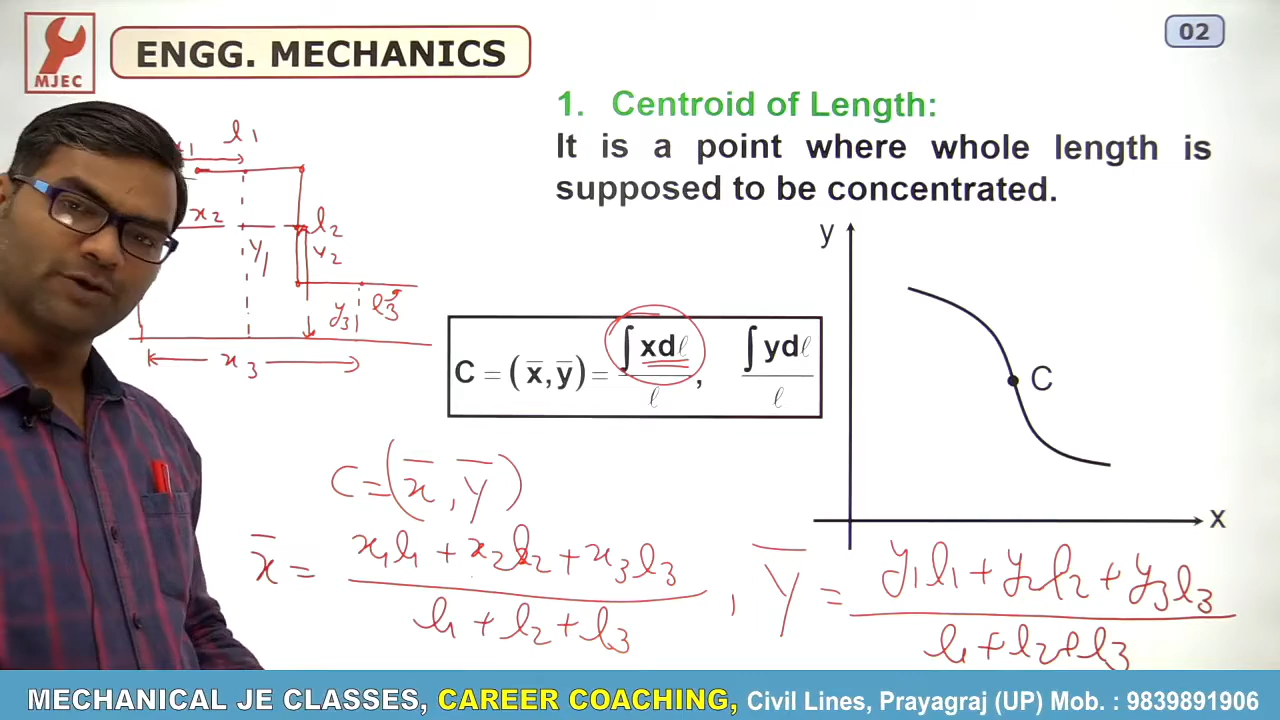 MJEC
ENGG. MECHANICS
02
1. Centroid of Length:
It is a point where whole length is
supposed to be concentrated.
l1
x2
l2
y1
y2
y3
l3
x3
y
C
x
C = (x̅, y̅) = ∫xdℓ/ℓ, ∫ydℓ/ℓ
C = (x̅, y̅)
x̅ = x1l1 + x2l2 + x3l3 / l1 + l2 + l3, y̅ = y1l1 + y2l2 + y3l3 / l1 + l2 + l3
MECHANICAL JE CLASSES, CAREER COACHING, Civil Lines, Prayagraj (UP) Mob. : 9839891906